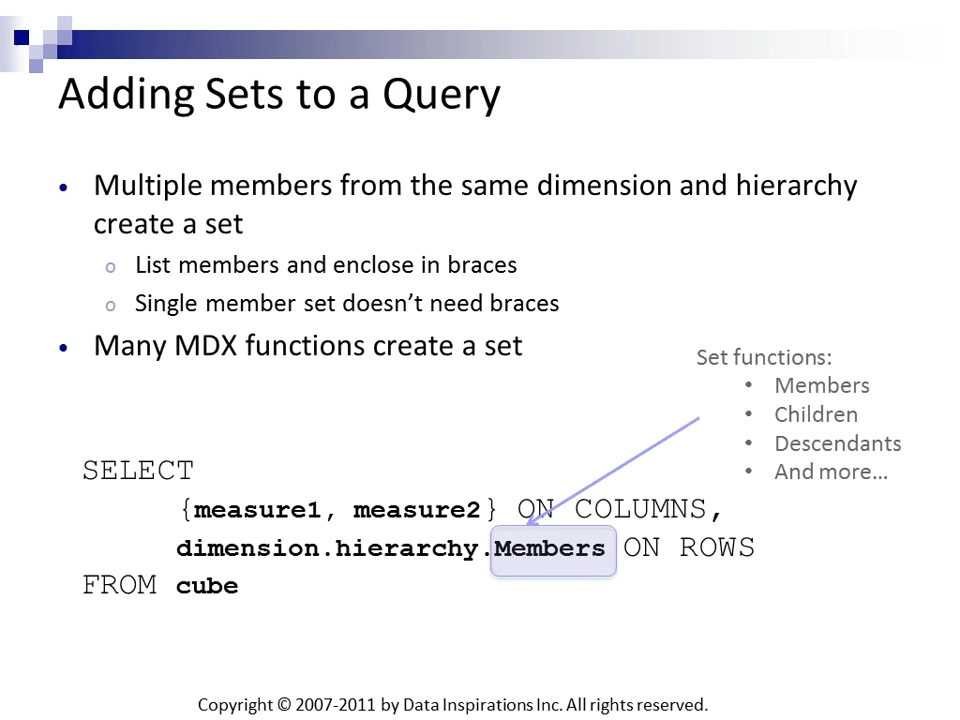 Adding Sets to a Query
• Multiple members from the same dimension and hierarchy
create a set
o List members and enclose in braces
o Single member set doesn’t need braces
• Many MDX functions create a set
Set functions:
• Members
• Children
• Descendants
• And more…
SELECT
{measure1, measure2} ON COLUMNS,
dimension.hierarchy.Members ON ROWS
FROM cube
Copyright © 2007-2011 by Data Inspirations Inc. All rights reserved.